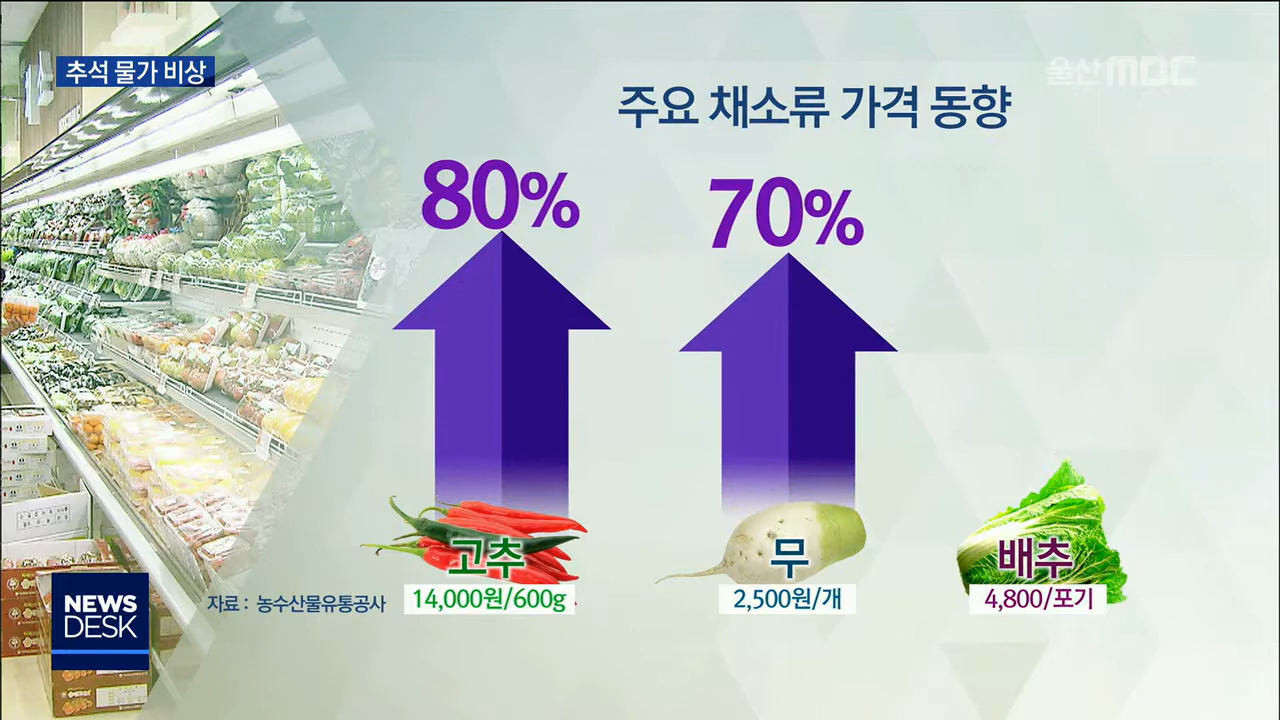 추석 물가 비상
울산MBC
주요 채소류 가격 동향
80%
70%
고추
무
배추
14,000원/600g
2,500원/개
4,800/포기
자료 : 농수산물유통공사
NEWS
DESK